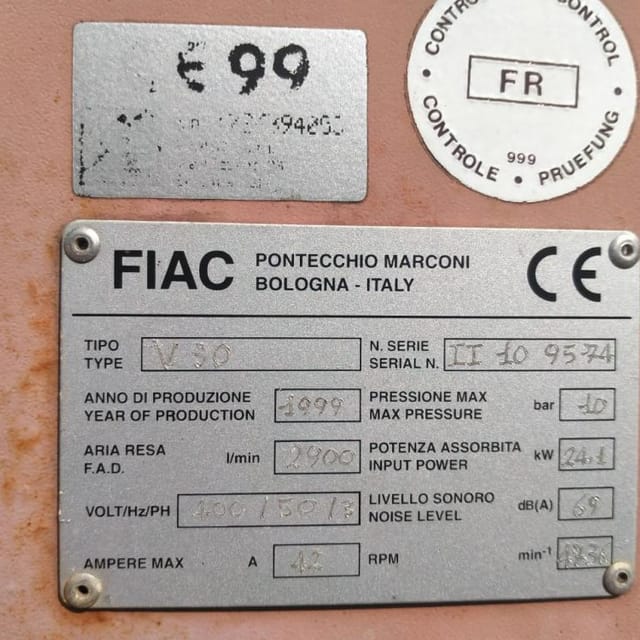 ε 99
CONTROL
FR
999
CONTROLE • PRUEFUNG
FIAC PONTECCHIO MARCONI
BOLOGNA - ITALY
CE
TIPO
TYPE V 30
N. SERIE
SERIAL N. II 10 9574
ANNO DI PRODUZIONE
YEAR OF PRODUCTION 1999
PRESSIONE MAX
MAX PRESSURE bar 10
ARIA RESA
F.A.D. l/min 2900
POTENZA ASSORBITA
INPUT POWER kW 24.1
VOLT/Hz/PH 400/50/3
LIVELLO SONORO
NOISE LEVEL dB(A) 69
AMPERE MAX A 42
RPM min⁻¹